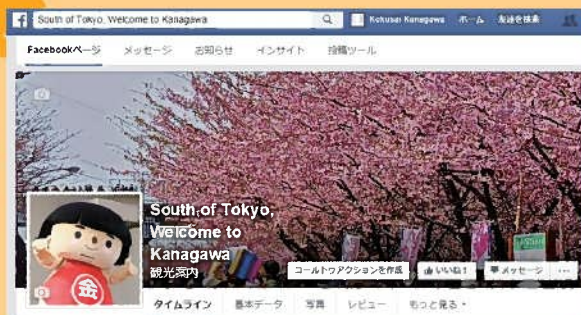 South of Tokyo, Welcome to Kanagawa
Kokusai Kanagawa ホーム 友達を検索
Facebookページ メッセージ お知らせ インサイト 投稿ツール
South of Tokyo,
Welcome to
Kanagawa
観光案内
コールトゥアクションを作成 いいね! メッセージ ...
金
タイムライン 基本データ 写真 レビュー もっと見る